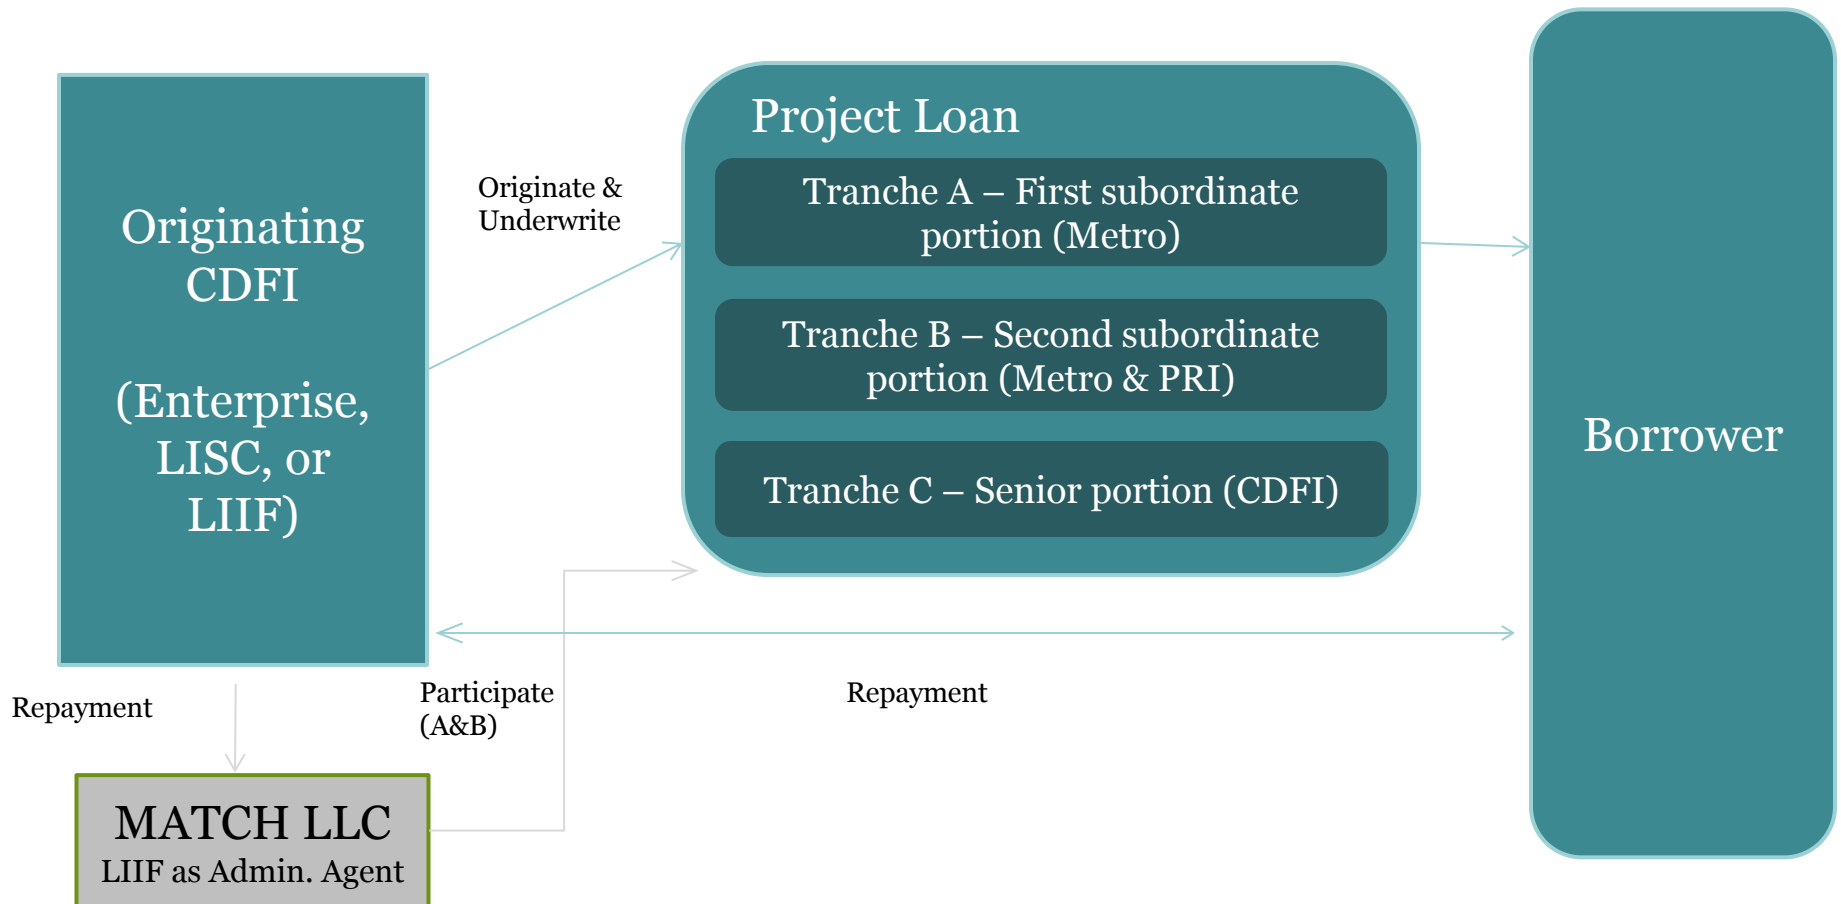 Originating
CDFI
(Enterprise,
LISC, or
LIIF)
Originate &
Underwrite
Project Loan
Tranche A – First subordinate
portion (Metro)
Tranche B – Second subordinate
portion (Metro & PRI)
Tranche C – Senior portion (CDFI)
Borrower
Repayment
Participate
(A&B)
Repayment
MATCH LLC
LIIF as Admin. Agent